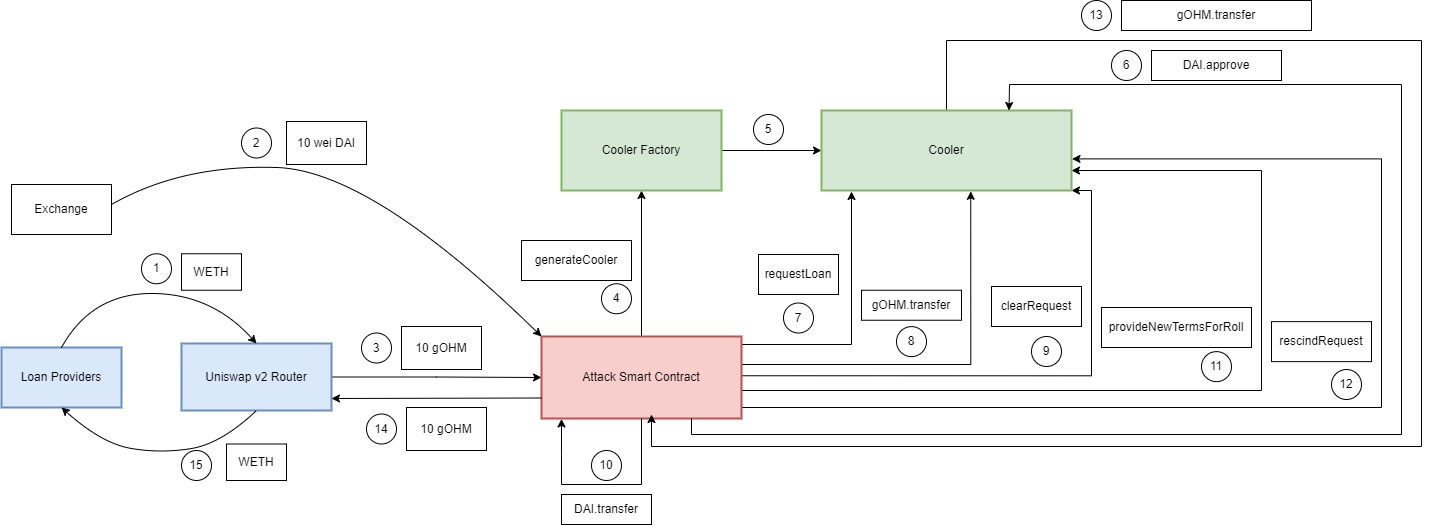 13
gOHM.transfer
6
DAI.approve
2
10 wei DAI
Cooler Factory
5
Cooler
Exchange
1
WETH
generateCooler
4
requestLoan
7
gOHM.transfer
8
clearRequest
9
provideNewTermsForRoll
11
rescindRequest
12
Loan Providers
Uniswap v2 Router
3
10 gOHM
Attack Smart Contract
14
10 gOHM
15
WETH
10
DAI.transfer